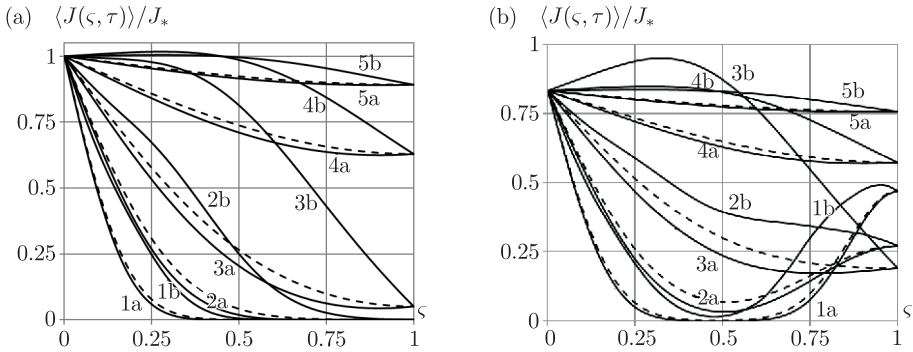 (a) ⟨J(ς, τ)⟩/J∗
1
0.75
0.5
0.25
0
0 0.25 0.5 0.75 1
ς
5b
5a
4b
4a
3b
2b
3a
1b
2a
1a
(b) ⟨J(ς, τ)⟩/J∗
1
0.75
0.5
0.25
0
0 0.25 0.5 0.75 1
ς
3b
4b
5b
5a
4a
2b
1b
3a
2a
1a